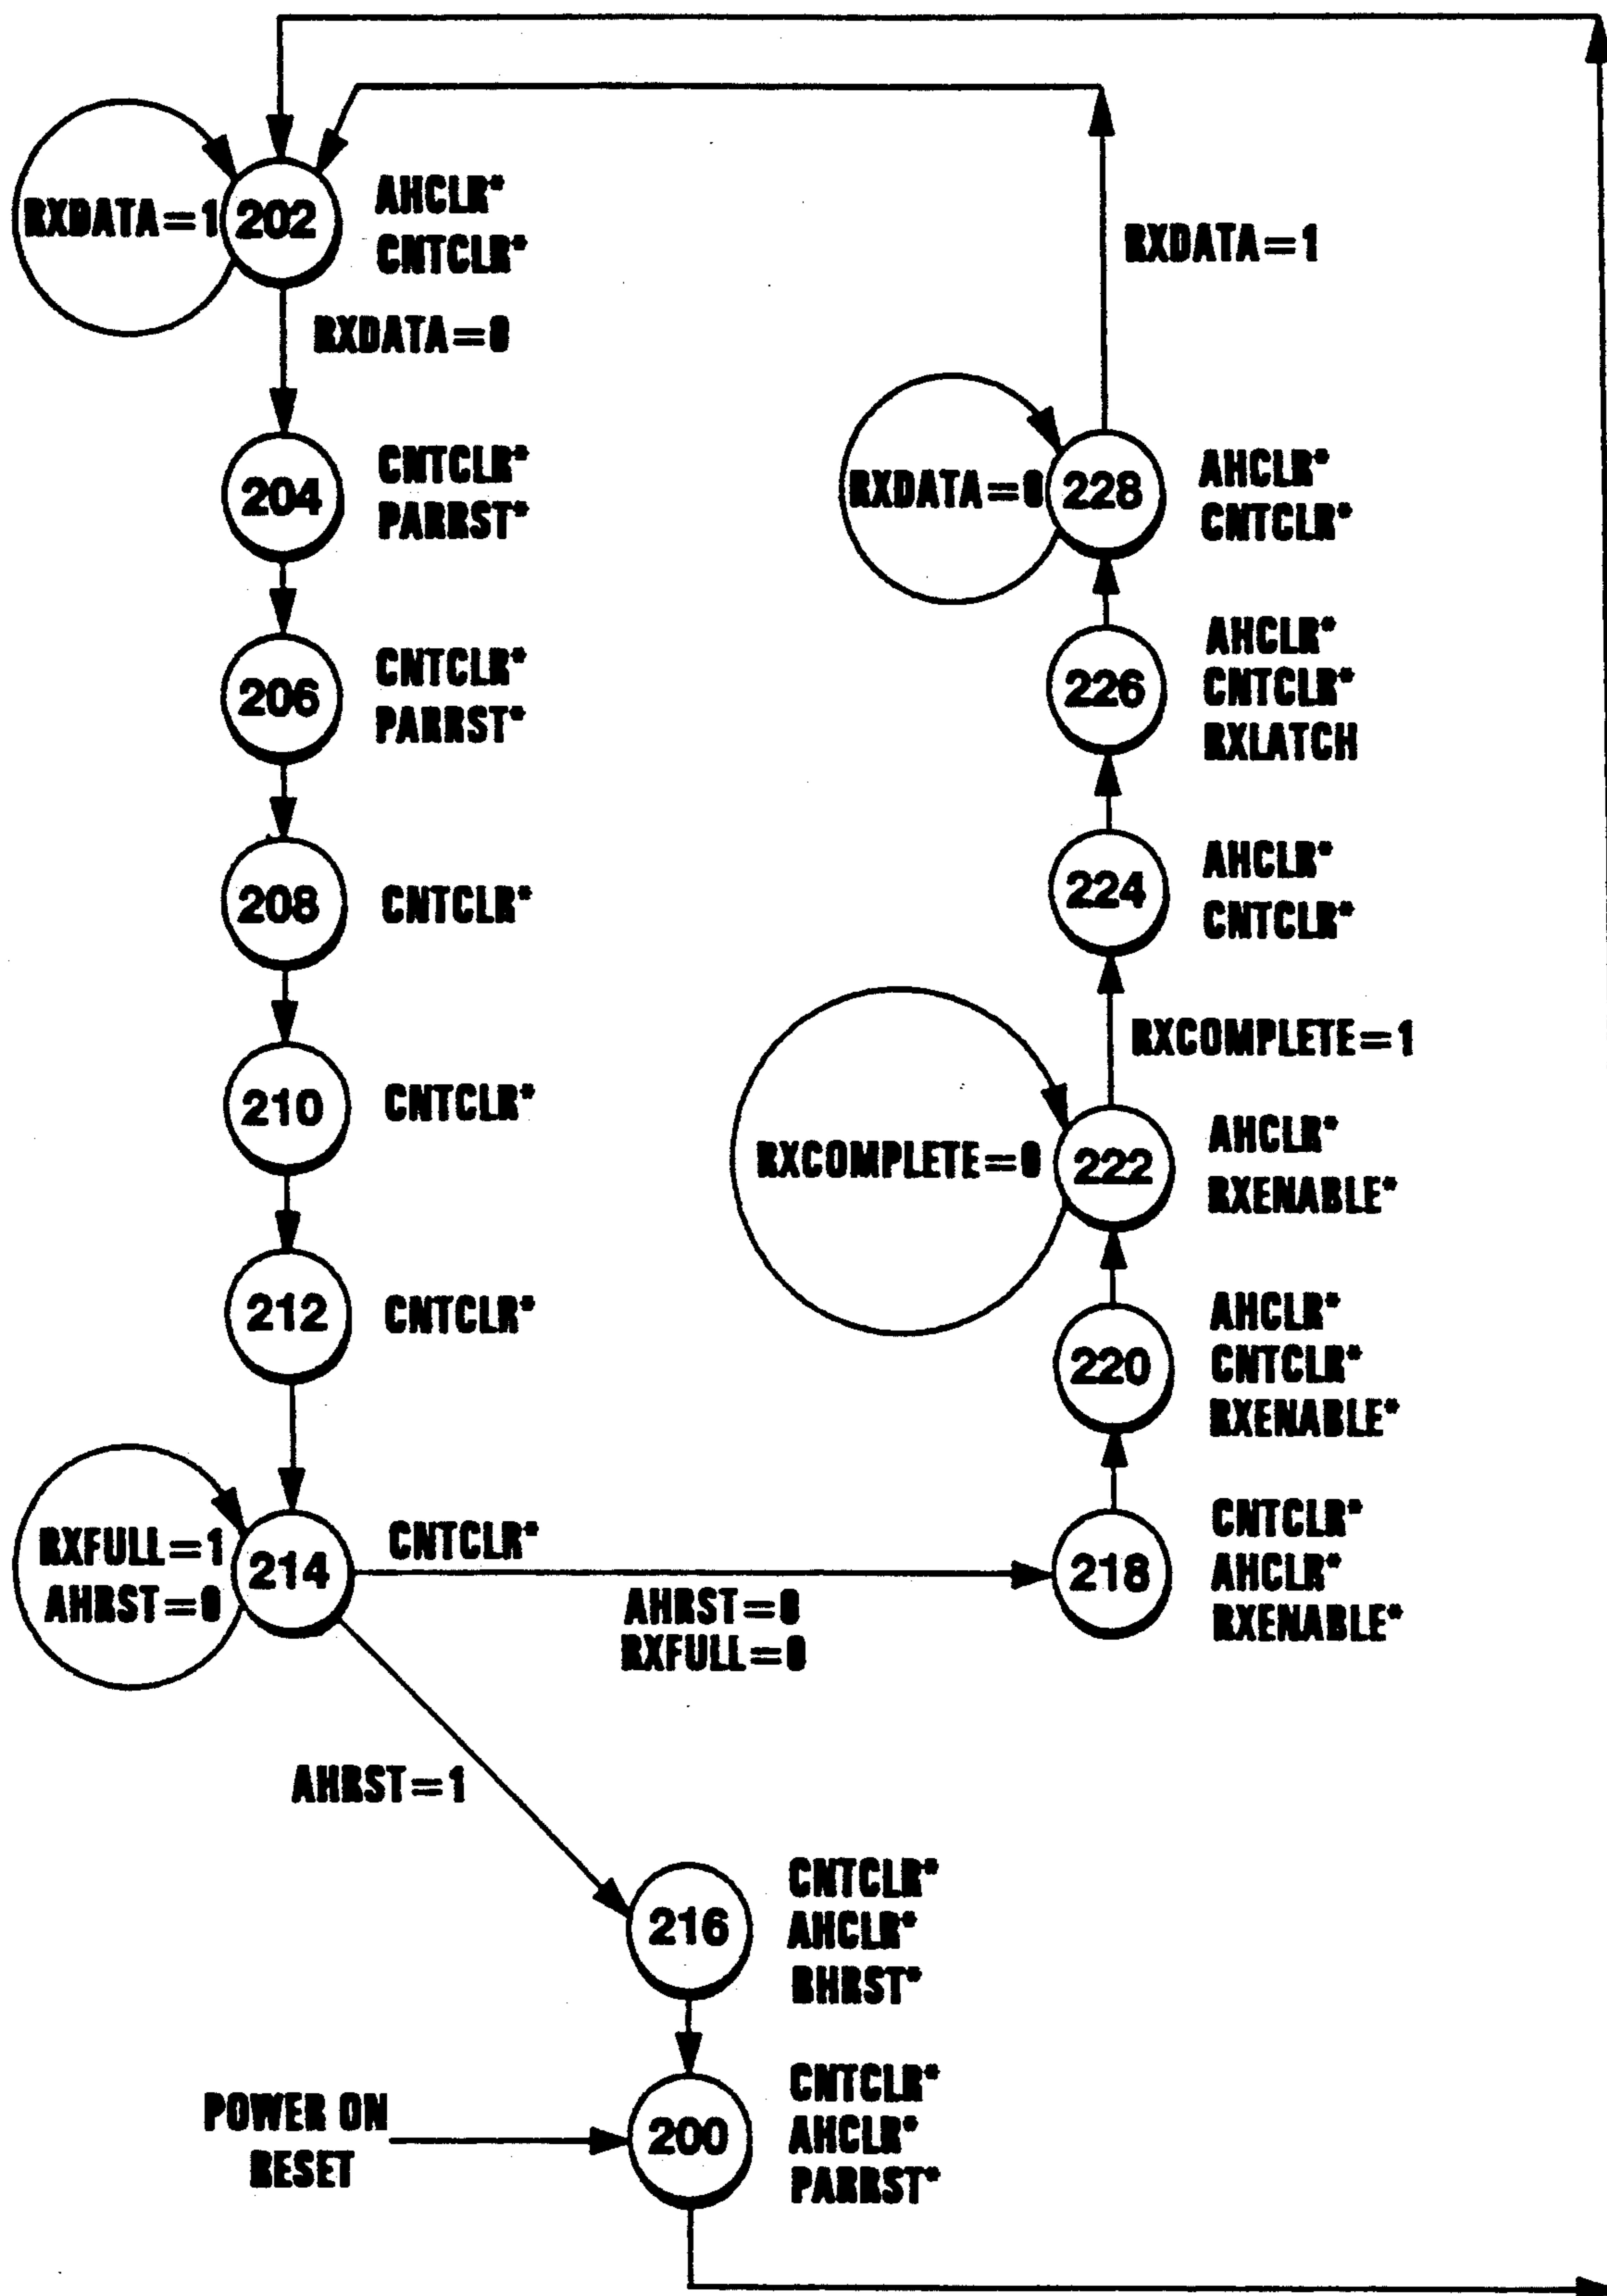 RXDATA=1
202
AHCLR*
CNTCLR*
RXDATA=0
204
CNTCLR*
PARRST*
206
CNTCLR*
PARRST*
208
CNTCLR*
210
CNTCLR*
212
CNTCLR*
RXFULL=1
AHRST=0
214
CNTCLR*
AHRST=0
RXFULL=0
AHRST=1
216
CNTCLR*
AHCLR*
BHRST*
POWER ON
RESET
200
CNTCLR*
AHCLR*
PARRST*
RXDATA=1
RXDATA=0
228
AHCLR*
CNTCLR*
226
AHCLR*
CNTCLR*
RXLATCH
224
AHCLR*
CNTCLR*
RXCOMPLETE=1
RXCOMPLETE=0
222
AHCLR*
RXENABLE*
220
AHCLR*
CNTCLR*
RXENABLE*
218
CNTCLR*
AHCLR*
RXENABLE*